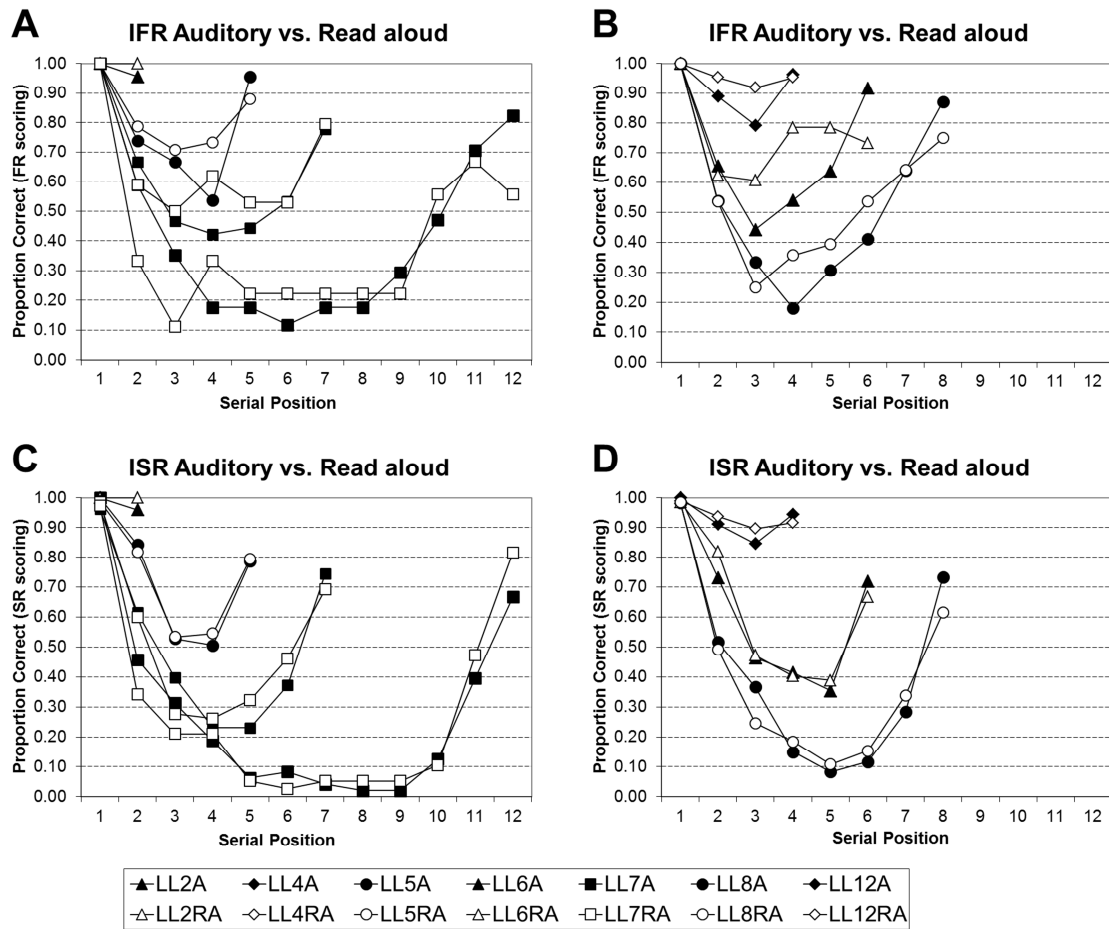 A
IFR Auditory vs. Read aloud
Proportion Correct (FR scoring)
1.00
0.90
0.80
0.70
0.60
0.50
0.40
0.30
0.20
0.10
0.00
1 2 3 4 5 6 7 8 9 10 11 12
Serial Position
B
IFR Auditory vs. Read aloud
Proportion Correct (FR scoring)
1.00
0.90
0.80
0.70
0.60
0.50
0.40
0.30
0.20
0.10
0.00
1 2 3 4 5 6 7 8 9 10 11 12
Serial Position
C
ISR Auditory vs. Read aloud
Proportion Correct (SR scoring)
1.00
0.90
0.80
0.70
0.60
0.50
0.40
0.30
0.20
0.10
0.00
1 2 3 4 5 6 7 8 9 10 11 12
Serial Position
D
ISR Auditory vs. Read aloud
Proportion Correct (SR scoring)
1.00
0.90
0.80
0.70
0.60
0.50
0.40
0.30
0.20
0.10
0.00
1 2 3 4 5 6 7 8 9 10 11 12
Serial Position
LL2A LL4A LL5A LL6A LL7A LL8A LL12A
LL2RA LL4RA LL5RA LL6RA LL7RA LL8RA LL12RA